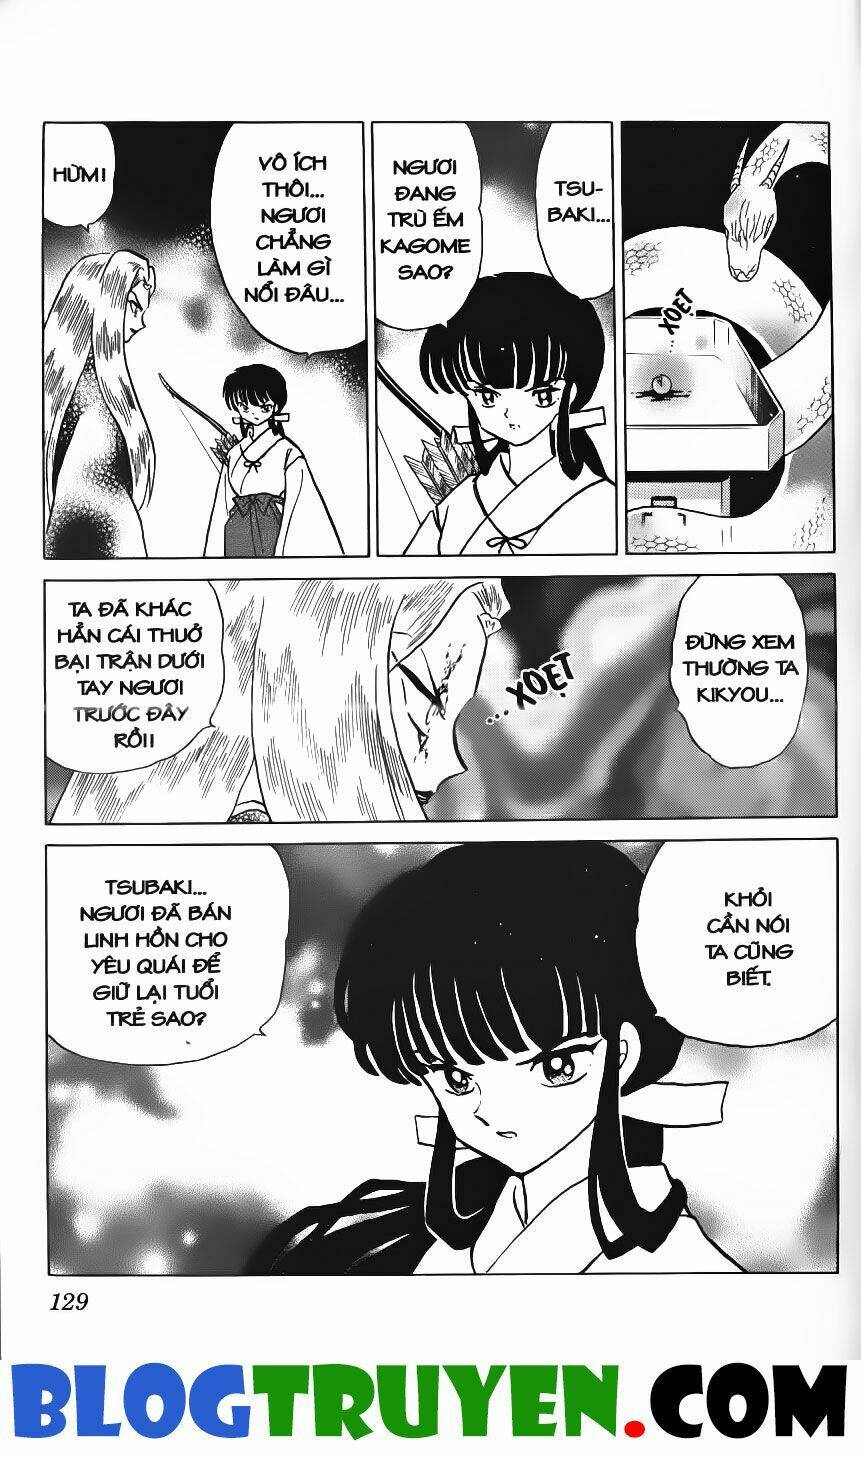 XOẸT
TSU-
BAKI...
NGƯƠI
ĐANG
TRÙ ẾM
KAGOME
SAO?
VÔ ÍCH
THÔI...
NGƯƠI
CHẲNG
LÀM GÌ
NỔI ĐÂU...
HỪM!
ĐỪNG XEM
THƯỜNG TA
KIKYOU...
... XOẸT
TA ĐÃ KHÁC
HẲN CÁI THUỞ
BẠI TRẬN DƯỚI
TAY NGƯƠI
TRƯỚC ĐÂY
RỒI!
KHỎI
CẦN NÓI
TA CŨNG
BIẾT.
TSUBAKI...
NGƯƠI ĐÃ BÁN
LINH HỒN CHO
YÊU QUÁI ĐỂ
GIỮ LẠI TUỔI
TRẺ SAO?
129
BLOGTRUYEN.COM